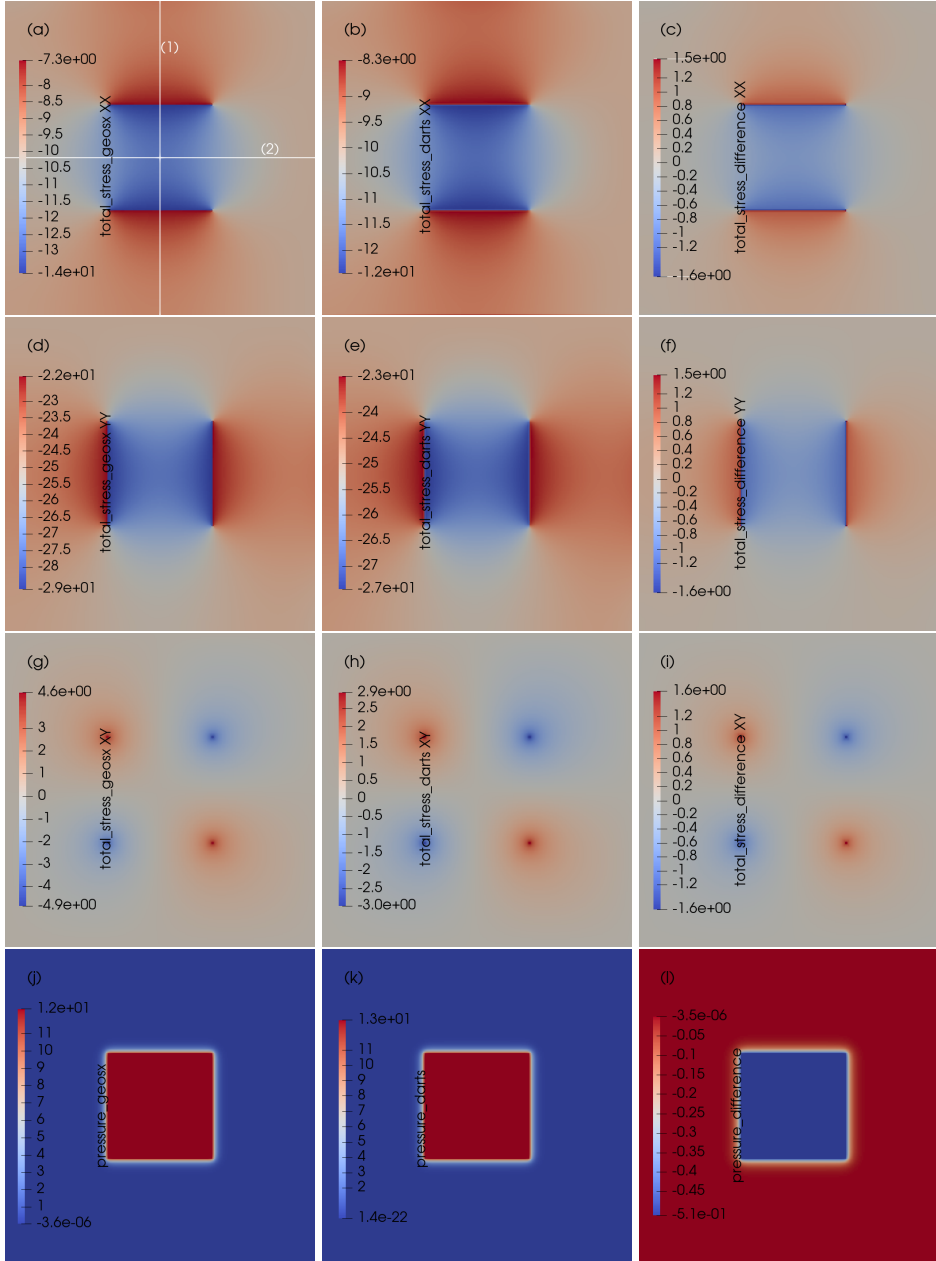 (a)
(1)
(2)
total_stress_geosx XX
-7.3e+00
-8
-8.5
-9
-9.5
-10
-10.5
-11
-11.5
-12
-12.5
-13
-1.4e+01
(b)
total_stress_darts XX
-8.3e+00
-9
-9.5
-10
-10.5
-11
-11.5
-12
-1.2e+01
(c)
total_stress_difference XX
1.5e+00
1.2
1
0.8
0.6
0.4
0.2
0
-0.2
-0.4
-0.6
-0.8
-1
-1.2
-1.6e+00
(d)
total_stress_geosx YY
-2.2e+01
-23
-23.5
-24
-24.5
-25
-25.5
-26
-26.5
-27
-27.5
-28
-2.9e+01
(e)
total_stress_darts YY
-2.3e+01
-24
-24.5
-25
-25.5
-26
-26.5
-27
-2.7e+01
(f)
total_stress_difference YY
1.5e+00
1
0.8
0.6
0.4
0.2
0
-0.2
-0.4
-0.6
-0.8
-1
-1.2
-1.6e+00
(g)
total_stress_geosx XY
4.6e+00
3
2
1
0
-1
-2
-3
-4
-4.9e+00
(h)
total_stress_darts XY
2.9e+00
2.5
2
1.5
1
0.5
0
-0.5
-1
-1.5
-2
-2.5
-3.0e+00
(i)
total_stress_difference XY
1.6e+00
1.2
1
0.8
0.6
0.4
0.2
0
-0.2
-0.4
-0.6
-0.8
-1
-1.2
-1.6e+00
(j)
pressure_geosx
1.2e+01
11
10
9
8
7
6
5
4
3
2
1
-3.6e-06
(k)
pressure_darts
1.3e+01
11
10
9
8
7
6
5
4
3
2
1.4e-22
(l)
pressure_difference
-3.5e-06
-0.05
-0.1
-0.15
-0.2
-0.25
-0.3
-0.35
-0.4
-0.45
-5.1e-01